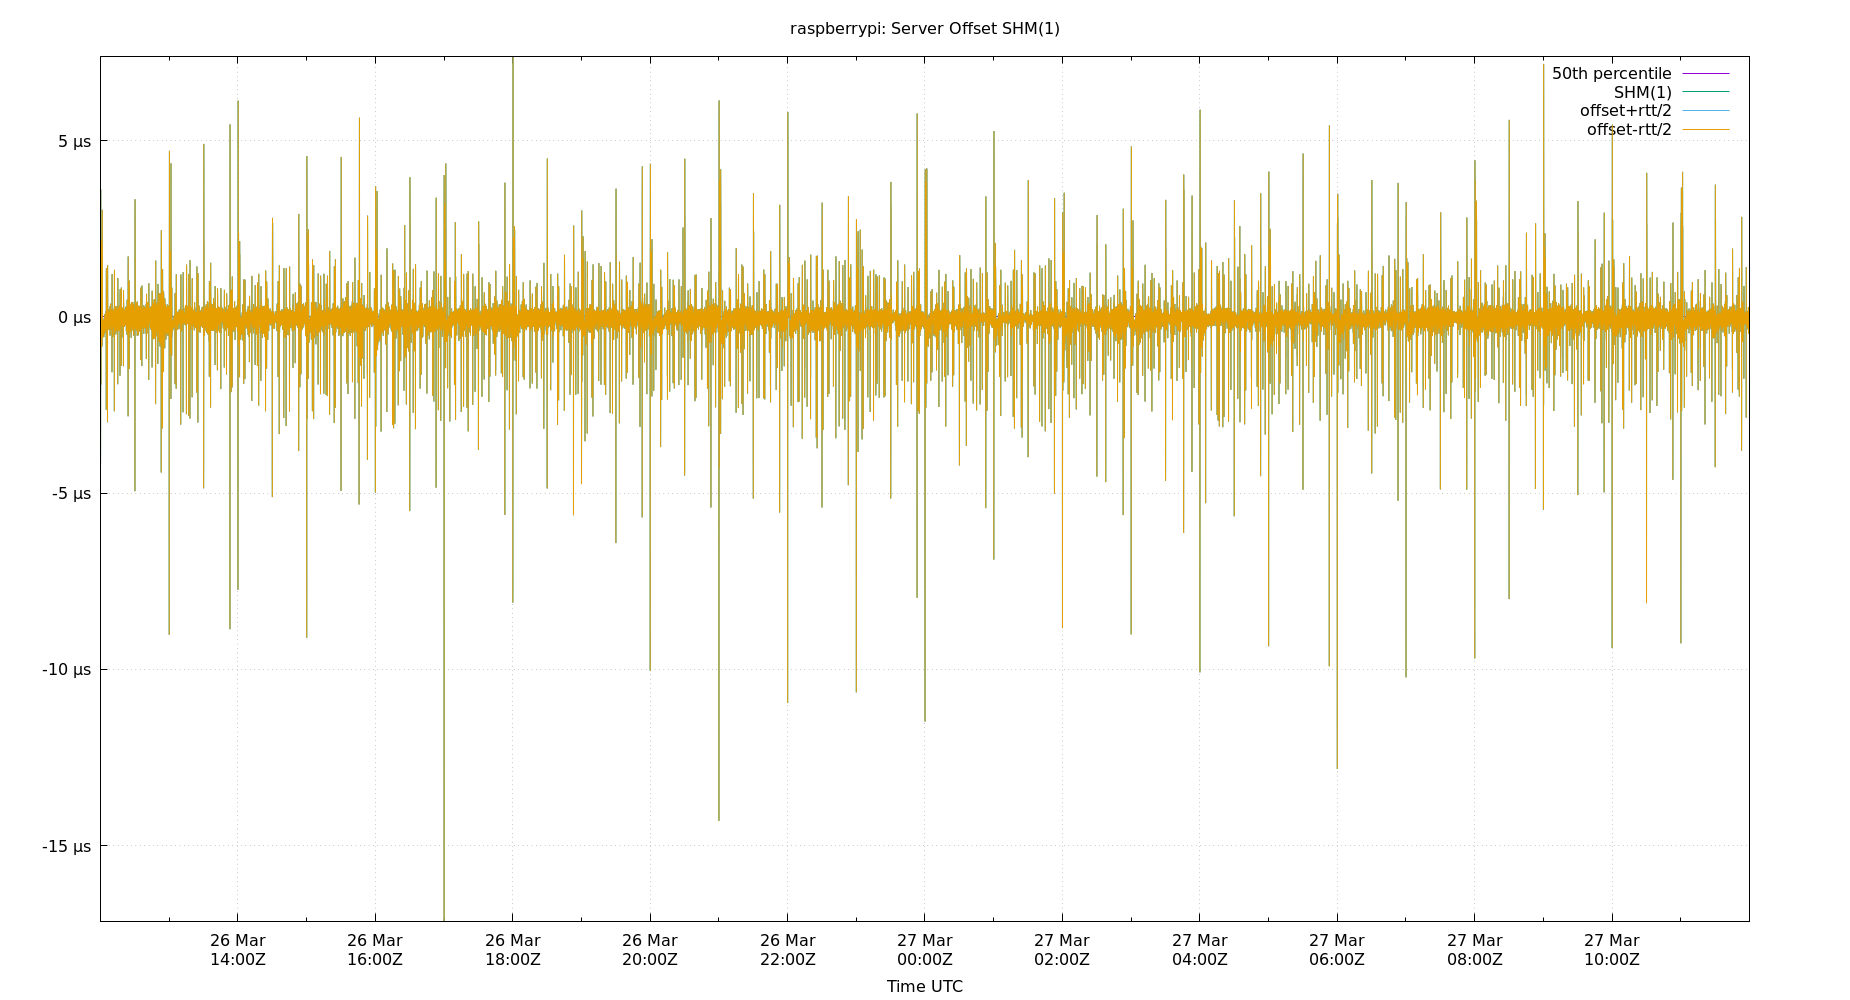 raspberrypi: Server Offset SHM(1)
50th percentile
SHM(1)
offset+rtt/2
offset-rtt/2
5 µs
0 µs
-5 µs
-10 µs
-15 µs
26 Mar 26 Mar 26 Mar 26 Mar 26 Mar 27 Mar 27 Mar 27 Mar 27 Mar 27 Mar 27 Mar
14:00Z 16:00Z 18:00Z 20:00Z 22:00Z 00:00Z 02:00Z 04:00Z 06:00Z 08:00Z 10:00Z
Time UTC